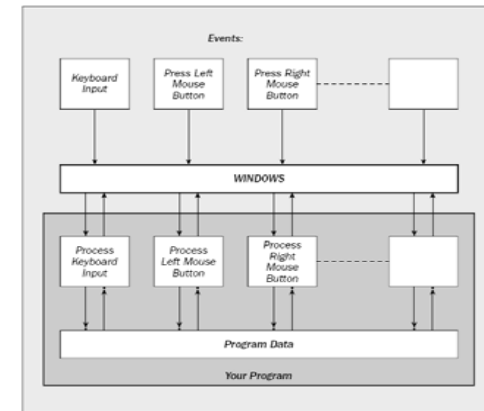 Events:
Keyboard
Input
Press Left
Mouse
Button
Press Right
Mouse
Button
WINDOWS
Process
Keyboard
Input
Process
Left Mouse
Button
Process
Right
Mouse
Button
Program Data
Your Program